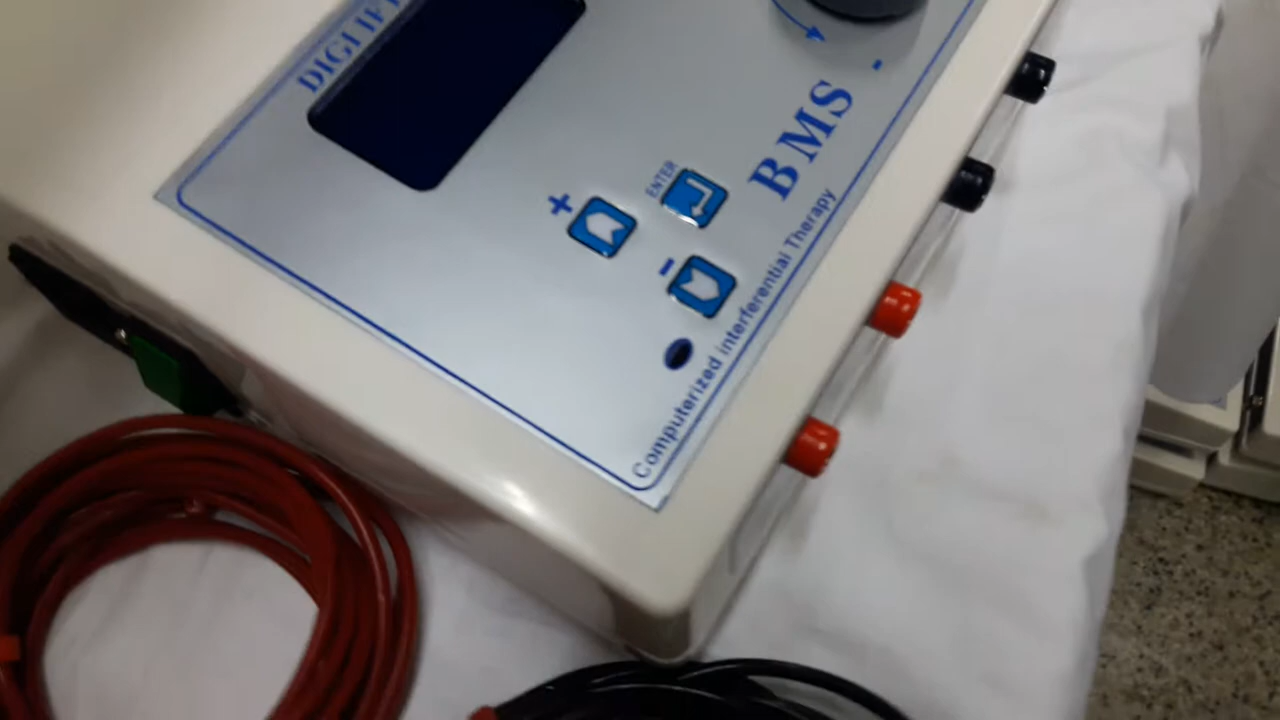 +
ENTER
-
BMS
-
Computerized interferential Therapy